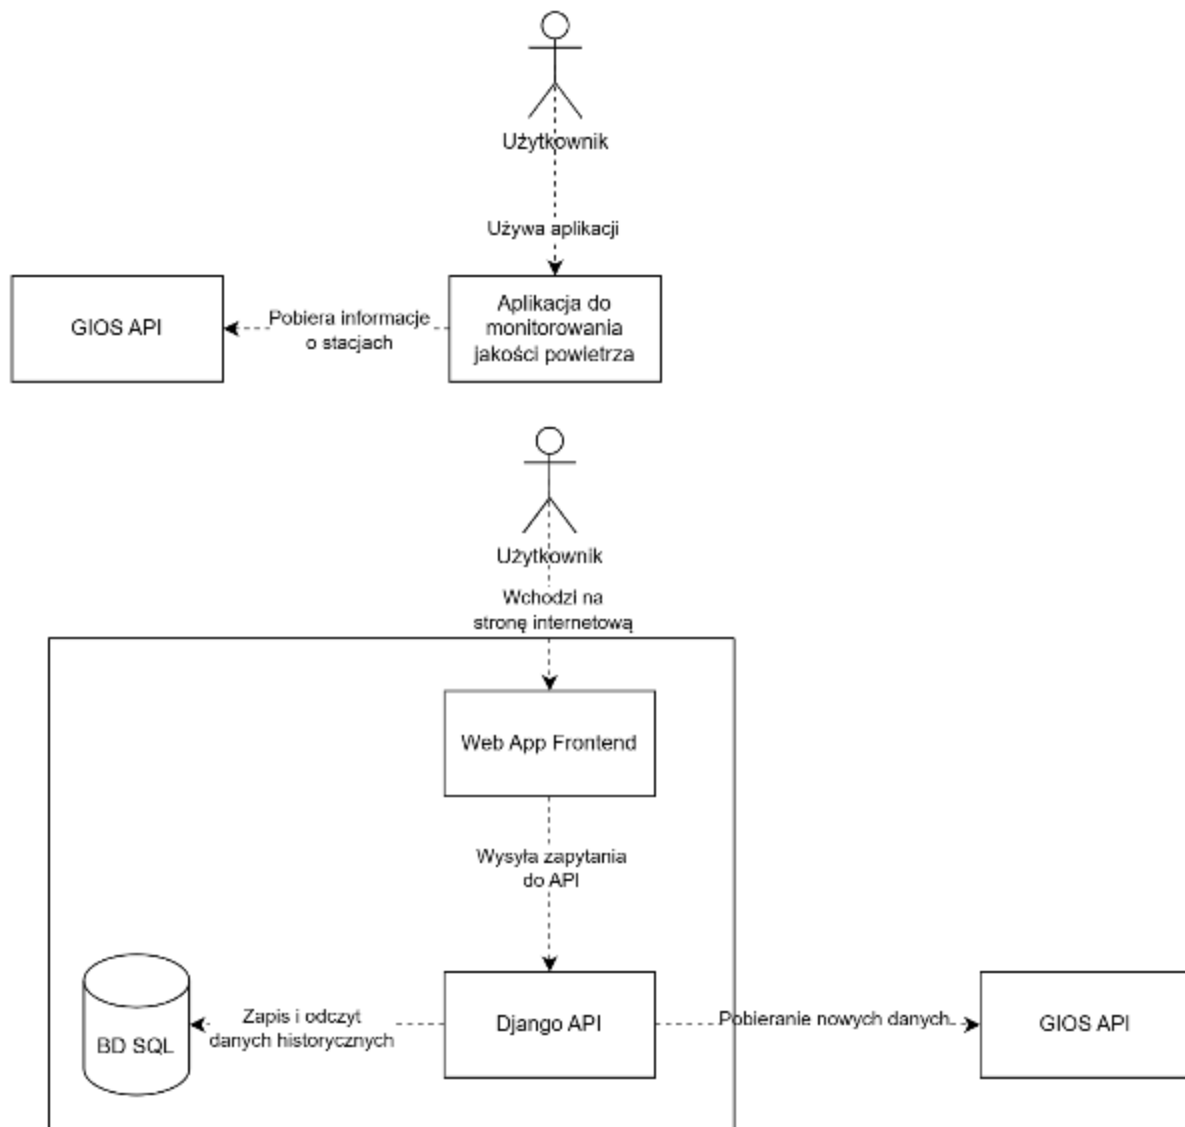 Użytkownik
Używa aplikacji
GIOS API
Pobiera informacje
o stacjach
Aplikacja do
monitorowania
jakości powietrza
Użytkownik
Wchodzi na
stronę internetową
Web App Frontend
Wysyła zapytania
do API
BD SQL
Zapis i odczyt
danych historycznych
Django API
Pobieranie nowych danych
GIOS API